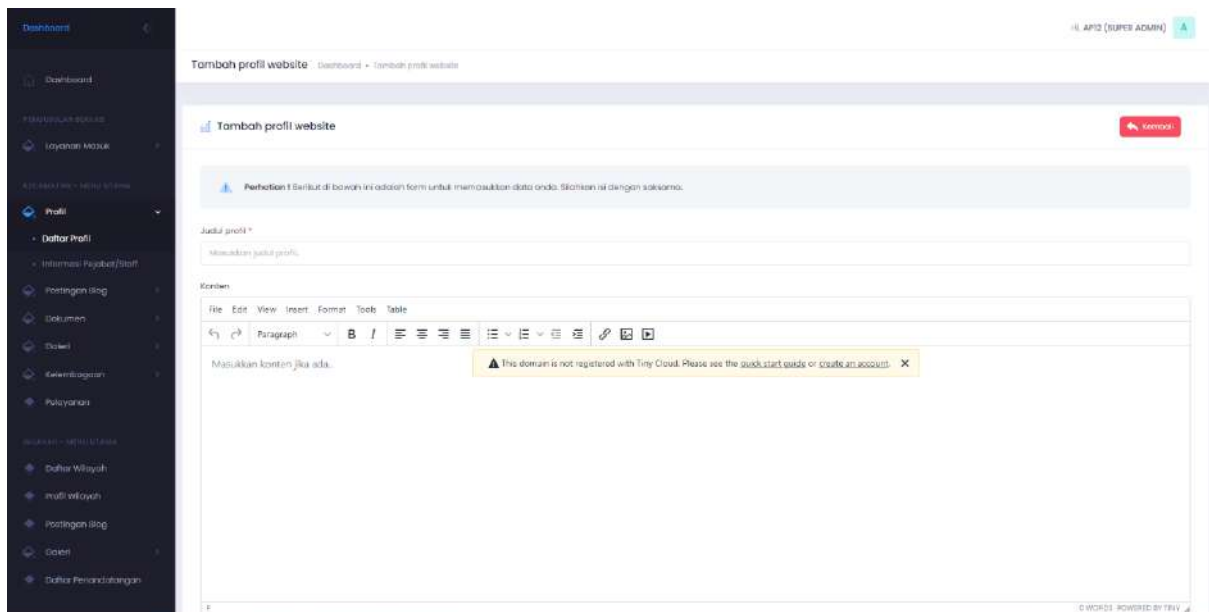 Dashboard
Hi, AP12 (SUPER ADMIN) A
Tambah profil website Dashboard • Tambah profil website
Dashboard
Layanan Masuk
Profil
Daftar Profil
Informasi Pejabat/Staff
Postingan Blog
Dokumen
Galeri
Kelembagaan
Pelayanan
Daftar Wilayah
Profil Wilayah
Postingan Blog
Galeri
Daftar Penandatangan
Tambah profil website
Kembali
Perhatian ! Berikut di bawah ini adalah form untuk memasukkan data anda. Silahkan isi dengan saksama.
Judul profil *
Masukkan judul profil.
Konten
File Edit View Insert Format Tools Table
Paragraph B I
Masukkan konten jika ada..
This domain is not registered with Tiny Cloud. Please see the quick start guide or create an account. X
P
0 WORDS POWERED BY TINY